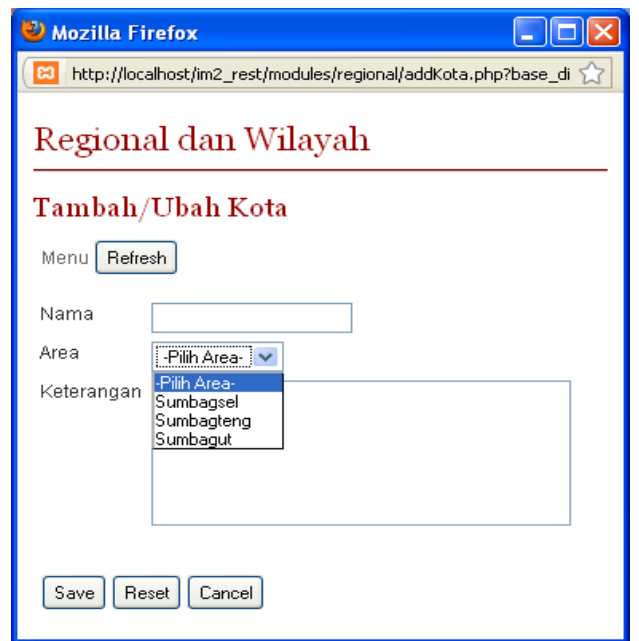 Mozilla Firefox
http://localhost/im2_rest/modules/regional/addKota.php?base_di
Regional dan Wilayah
Tambah/Ubah Kota
Menu Refresh
Nama
Area -Pilih Area-
Keterangan -Pilih Area-
Sumbagsel
Sumbagteng
Sumbagut
Save Reset Cancel